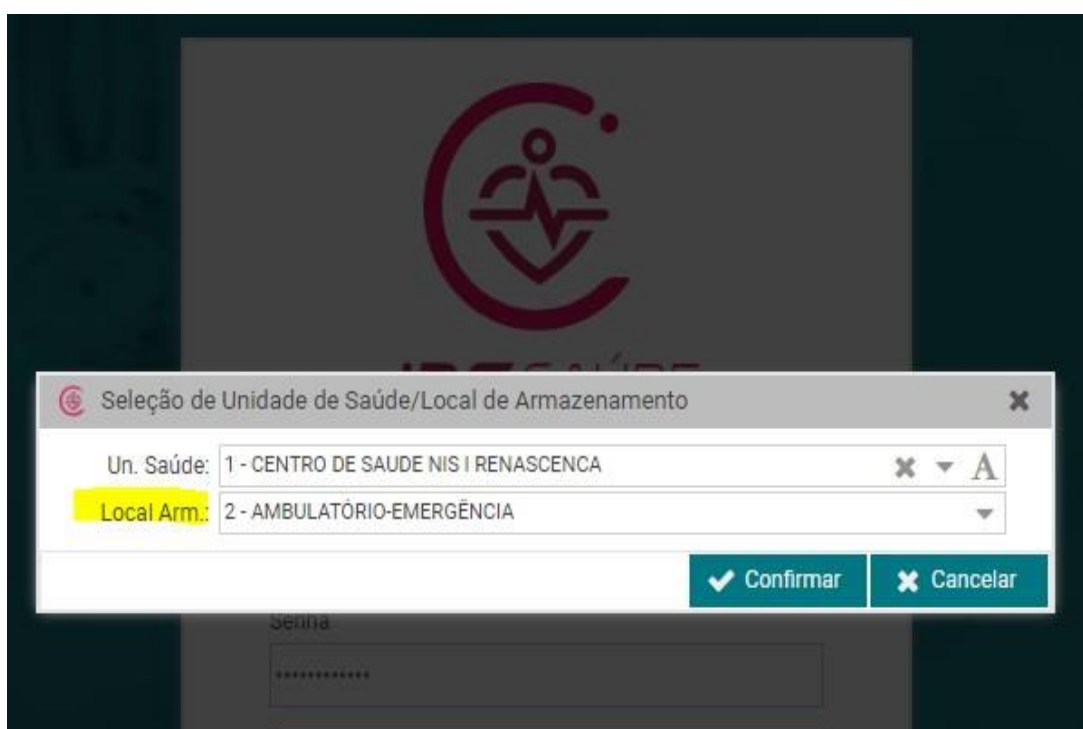 SAÚDE
Seleção de Unidade de Saúde/Local de Armazenamento
Un. Saúde: 1 - CENTRO DE SAUDE NIS I RENASCENCA
A
Local Arm.: 2 - AMBULATÓRIO-EMERGÊNCIA
Confirmar Cancelar
Senha